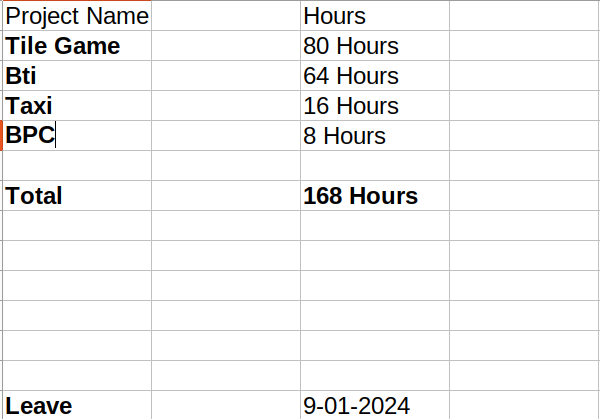 Project Name Hours
Tile Game 80 Hours
Bti 64 Hours
Taxi 16 Hours
BPC 8 Hours
Total 168 Hours
Leave 9-01-2024